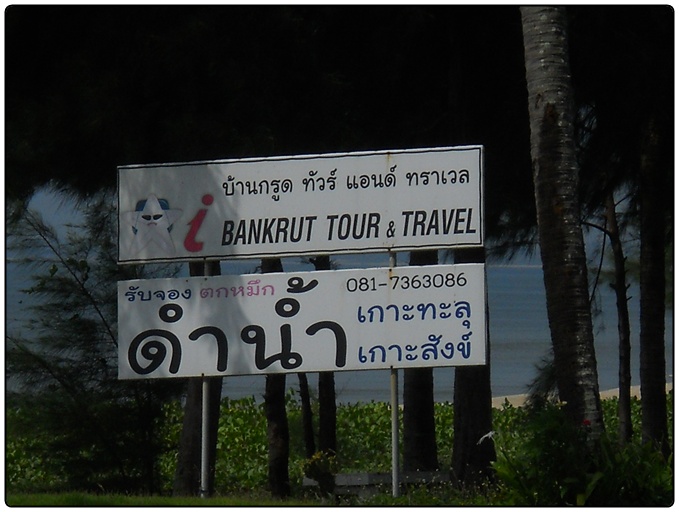 บ้านกรูด ทัวร์ แอนด์ ทราเวล
i BANKRUT TOUR & TRAVEL
รับจอง ตกหมึก
ดำน้ำ
081-7363086
เกาะทะลุ
เกาะสังข์